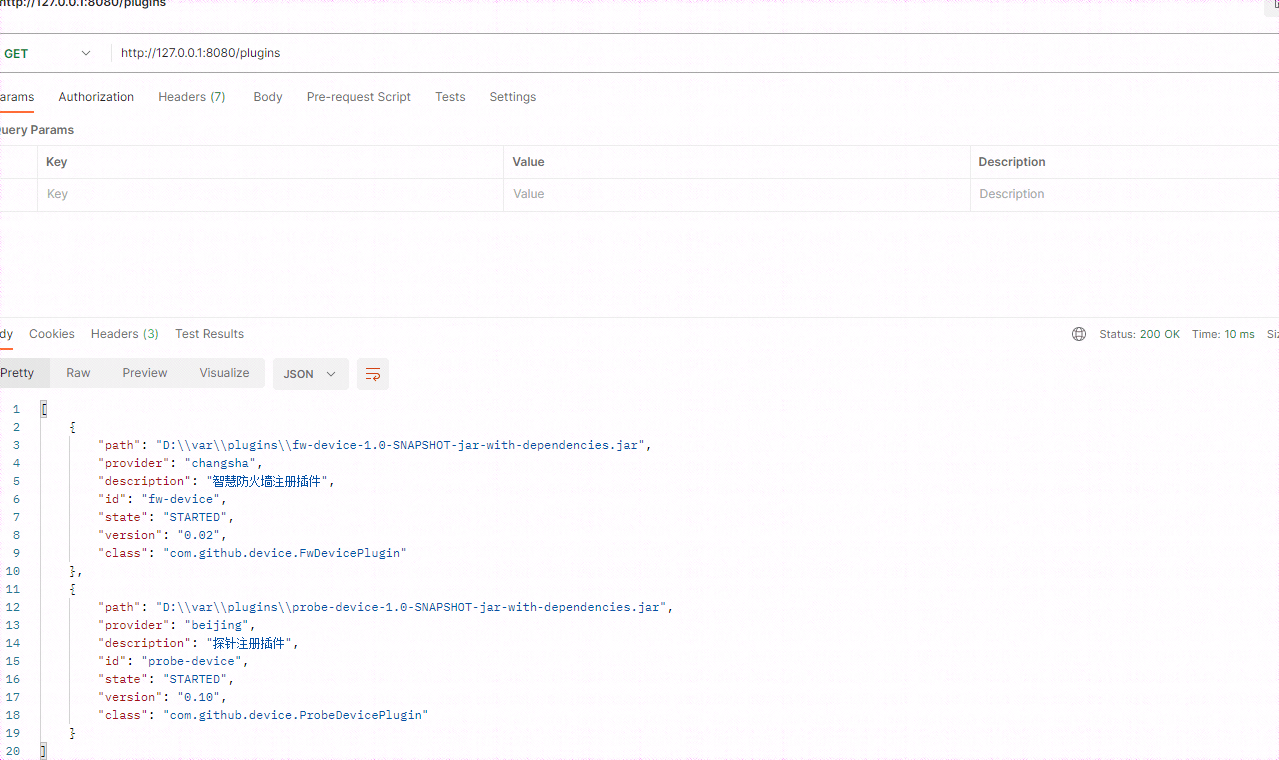 http://127.0.0.1:8080/plugins
GET http://127.0.0.1:8080/plugins
arams Authorization Headers (7) Body Pre-request Script Tests Settings
uery Params
Key Value Description
Key Value Description
dy Cookies Headers (3) Test Results Status: 200 OK Time: 10 ms Siz
Pretty Raw Preview Visualize JSON
1 [
2 {
3 "path": "D:\\var\\plugins\\fw-device-1.0-SNAPSHOT-jar-with-dependencies.jar",
4 "provider": "changsha",
5 "description": "智慧防火墙注册插件",
6 "id": "fw-device",
7 "state": "STARTED",
8 "version": "0.02",
9 "class": "com.github.device.FwDevicePlugin"
10 },
11 {
12 "path": "D:\\var\\plugins\\probe-device-1.0-SNAPSHOT-jar-with-dependencies.jar",
13 "provider": "beijing",
14 "description": "探针注册插件",
15 "id": "probe-device",
16 "state": "STARTED",
17 "version": "0.10",
18 "class": "com.github.device.ProbeDevicePlugin"
19 }
20 ]